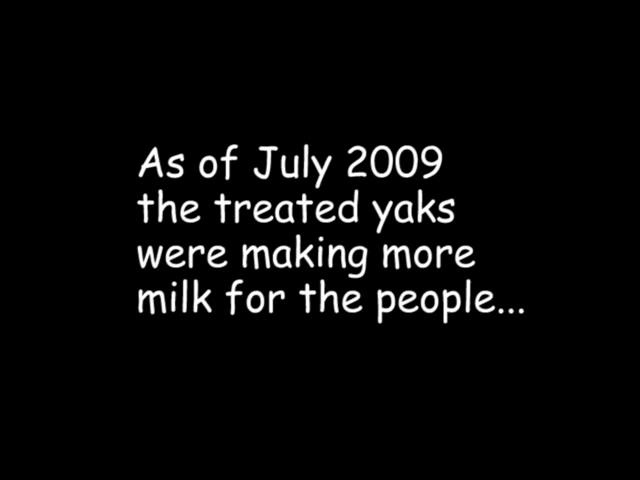 As of July 2009
the treated yaks
were making more
milk for the people...